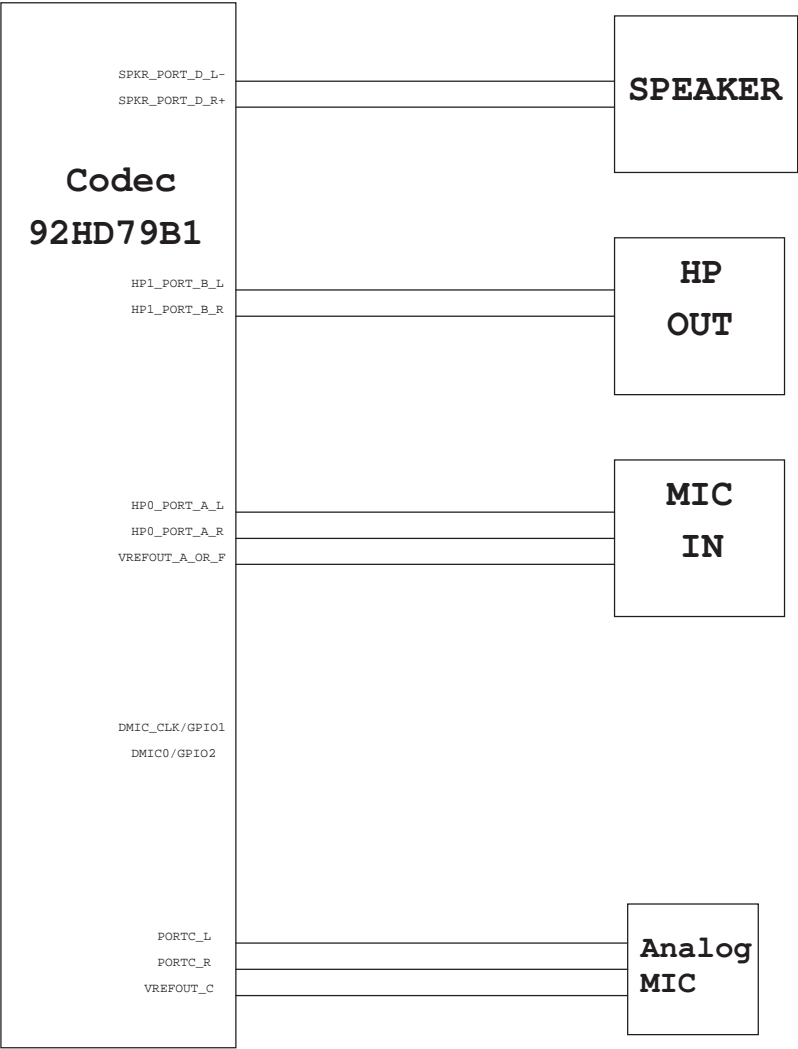 SPKR_PORT_D_L-
SPKR_PORT_D_R+
SPEAKER
Codec
92HD79B1
HP1_PORT_B_L
HP1_PORT_B_R
HP
OUT
HP0_PORT_A_L
HP0_PORT_A_R
VREFOUT_A_OR_F
MIC
IN
DMIC_CLK/GPIO1
DMIC0/GPIO2
PORTC_L
PORTC_R
VREFOUT_C
Analog
MIC